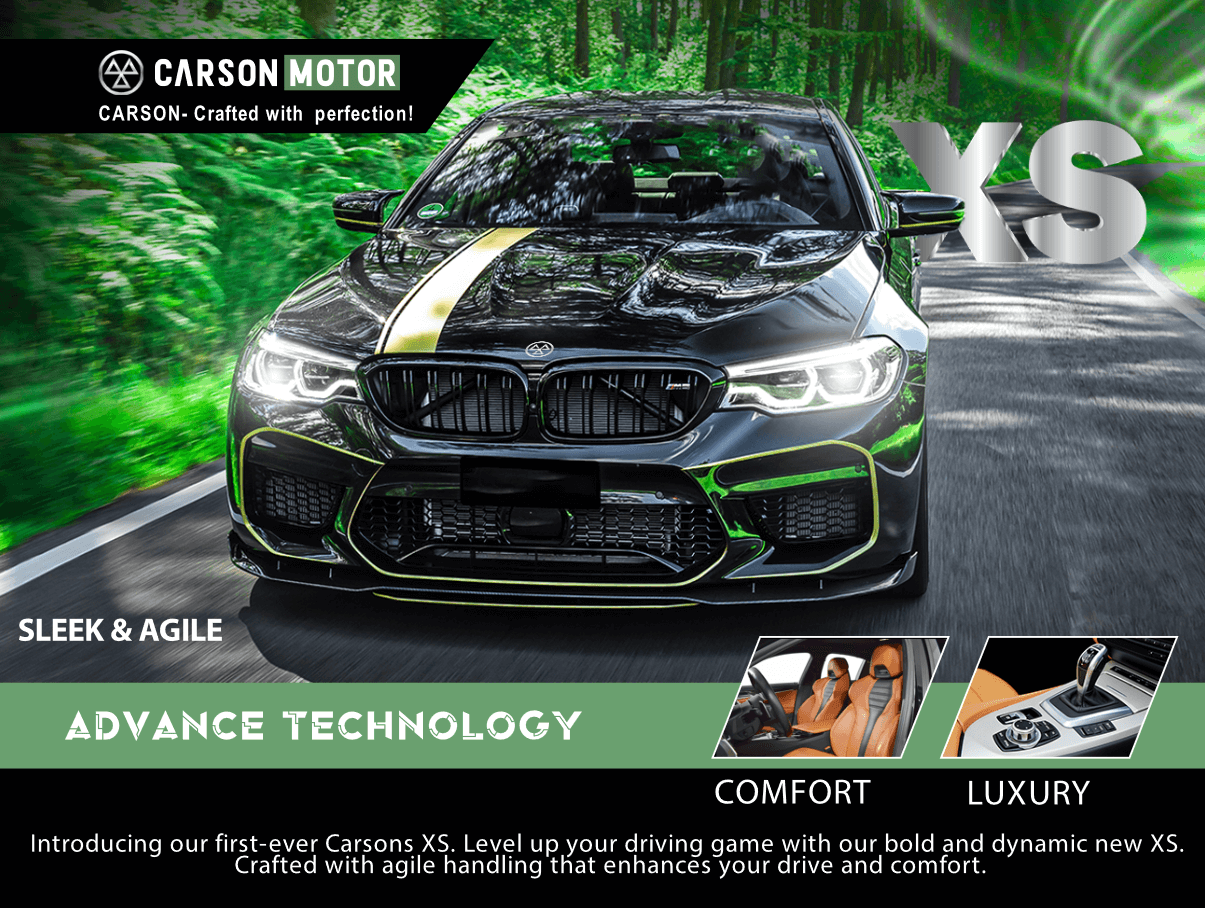 CARSON MOTOR
CARSON- Crafted with perfection!
XS
SLEEK & AGILE
ADVANCE TECHNOLOGY
COMFORT
LUXURY
Introducing our first-ever Carsons XS. Level up your driving game with our bold and dynamic new XS.
Crafted with agile handling that enhances your drive and comfort.